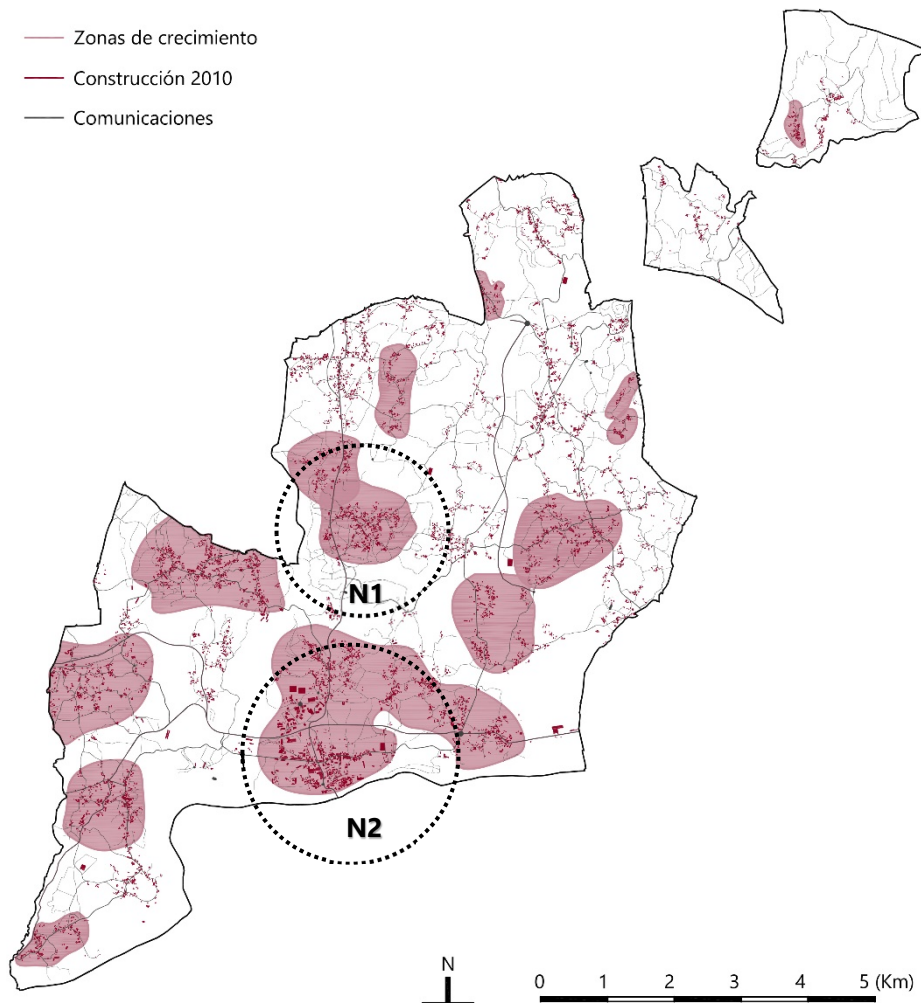 Zonas de crecimiento
Construcción 2010
Comunicaciones
N1
N2
N
0 1 2 3 4 5 (Km)